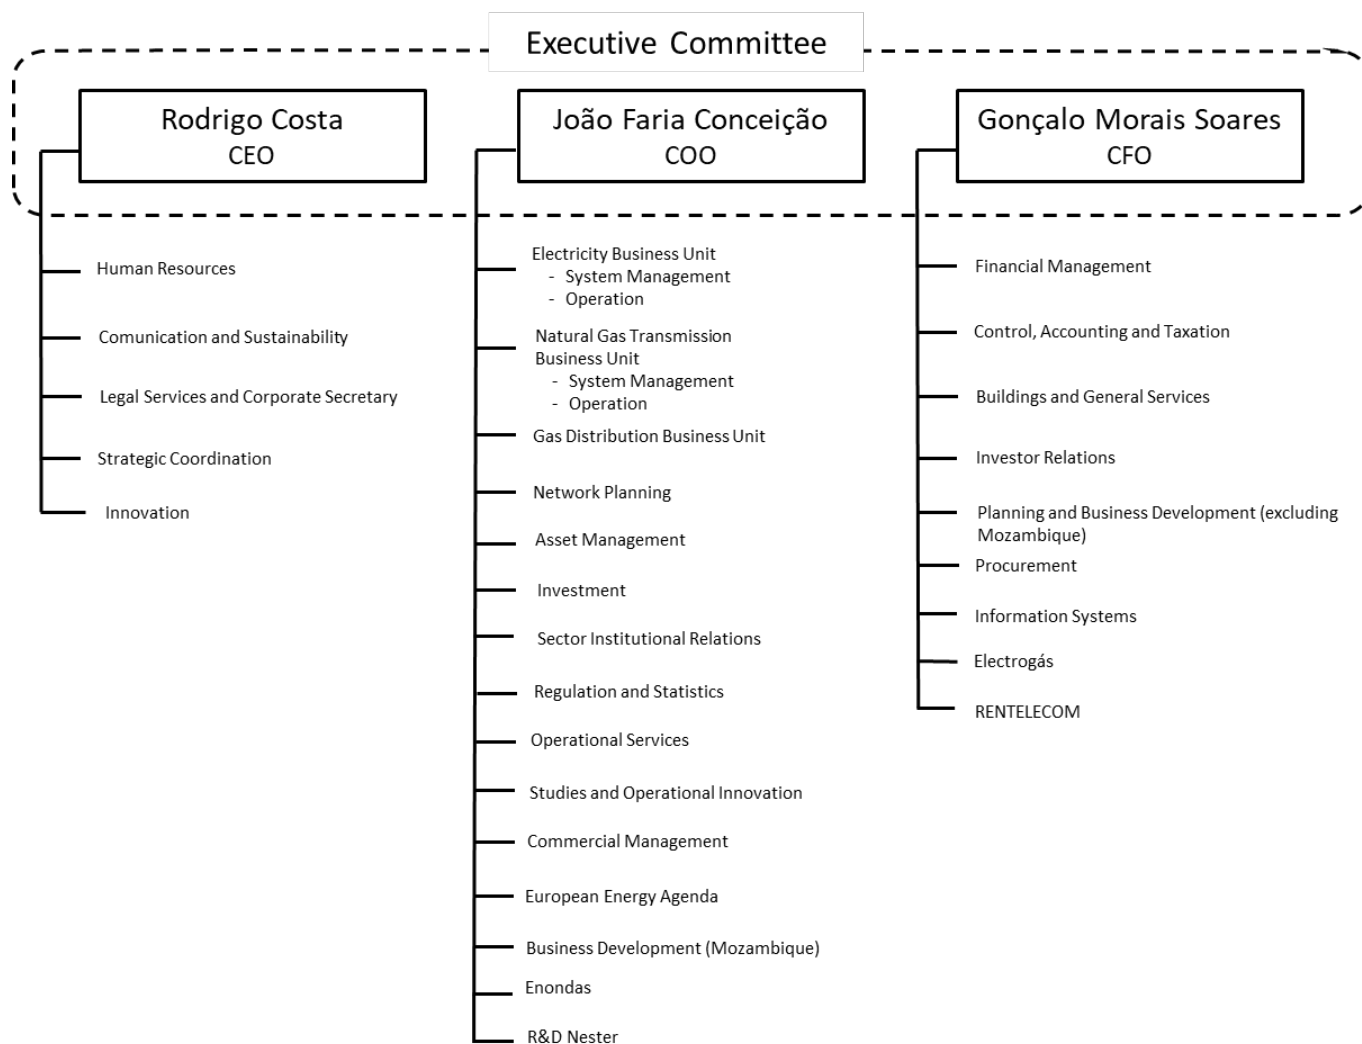 Executive Committee
Rodrigo Costa
CEO
Human Resources
Comunication and Sustainability
Legal Services and Corporate Secretary
Strategic Coordination
Innovation
João Faria Conceição
COO
Electricity Business Unit
- System Management
- Operation
Natural Gas Transmission
Business Unit
- System Management
- Operation
Gas Distribution Business Unit
Network Planning
Asset Management
Investment
Sector Institutional Relations
Regulation and Statistics
Operational Services
Studies and Operational Innovation
Commercial Management
European Energy Agenda
Business Development (Mozambique)
Enondas
R&D Nester
Gonçalo Morais Soares
CFO
Financial Management
Control, Accounting and Taxation
Buildings and General Services
Investor Relations
Planning and Business Development (excluding
Mozambique)
Procurement
Information Systems
Electrogás
RENTELECOM